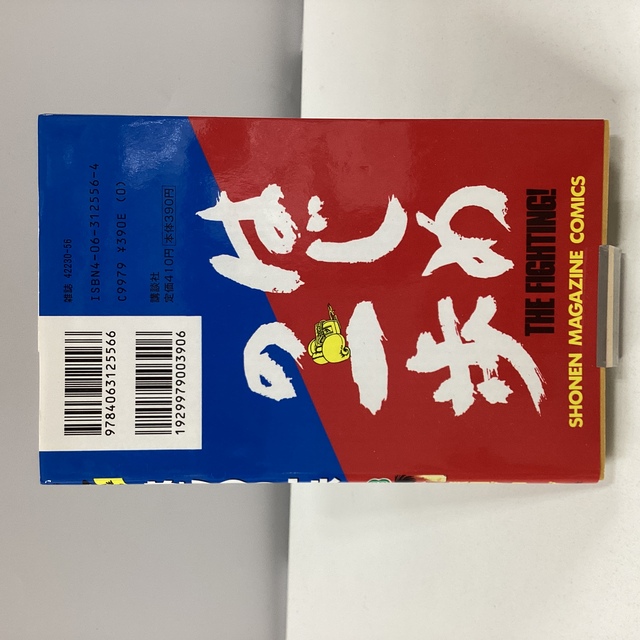 SHONEN MAGAZINE COMICS
THE FIGHTING!
はじめ
の一歩
雑誌 42230-56
ISBN4-06-312556-4
C9979 ¥390E (0)
講談社
定価410円 本体390円
9784063125566
1929979003906